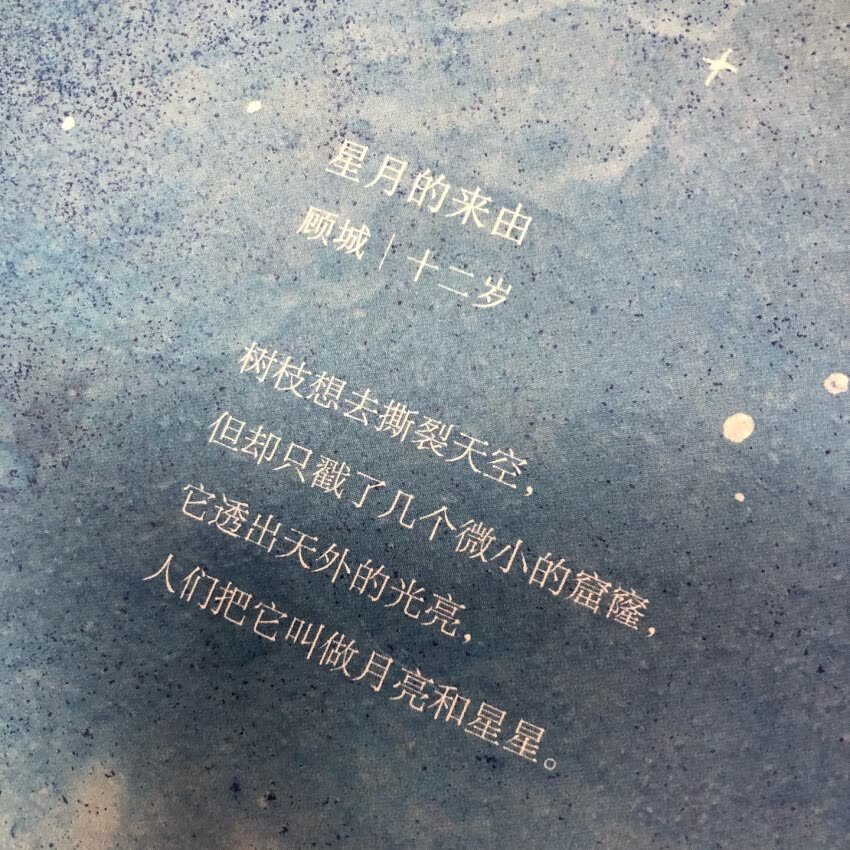 星月的来由
顾城｜十二岁
树枝想去撕裂天空，
但却只戳了几个微小的窟窿，
它透出天外的光亮，
人们把它叫做月亮和星星。